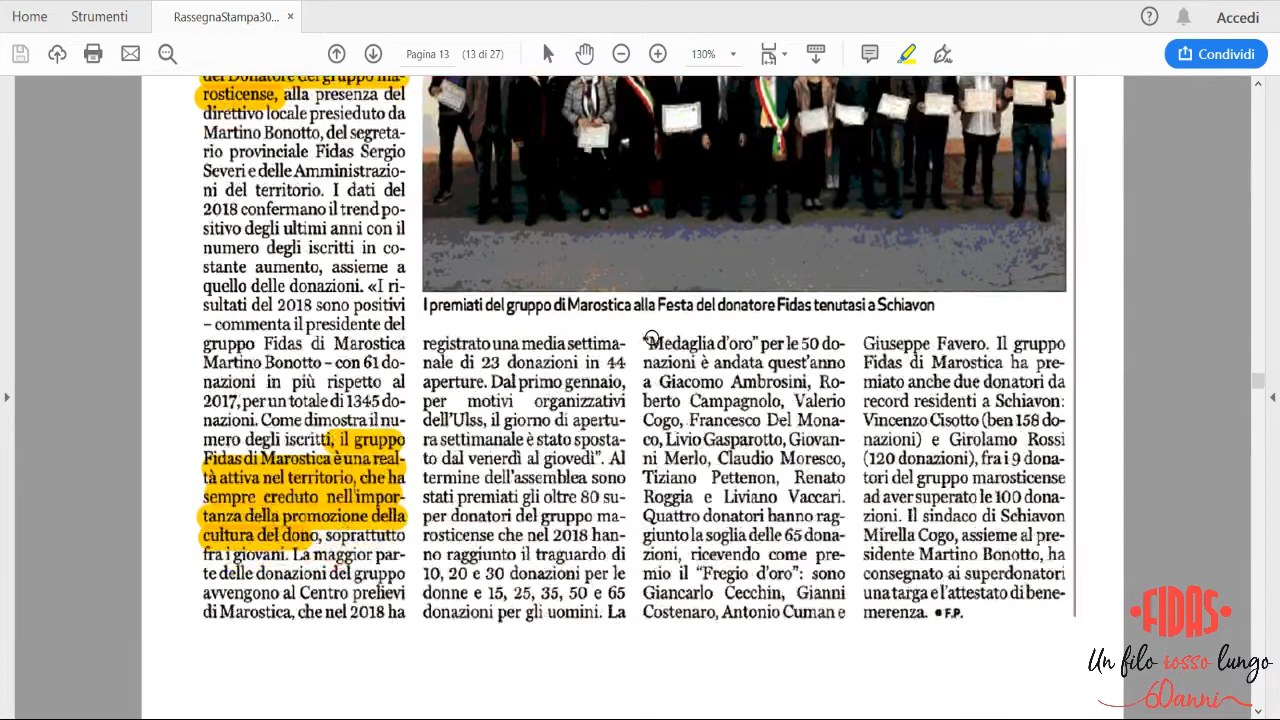 Home Strumenti RassegnaStampa30... × Accedi
Pagina 13 (13 di 27) 130% Condividi
del Donatore del gruppo ma-
rosticense, alla presenza del
direttivo locale presieduto da
Martino Bonotto, del segreta-
rio provinciale Fidas Sergio
Severi e delle Amministrazio-
ni del territorio. I dati del
2018 confermano il trend po-
sitivo degli ultimi anni con il
numero degli iscritti in co-
stante aumento, assieme a
quello delle donazioni. «I ri-
sultati del 2018 sono positivi
– commenta il presidente del
gruppo Fidas di Marostica
Martino Bonotto – con 61 do-
nazioni in più rispetto al
2017, per un totale di 1345 do-
nazioni. Come dimostra il nu-
mero degli iscritti, il gruppo
Fidas di Marostica è una real-
tà attiva nel territorio, che ha
sempre creduto nell'impor-
tanza della promozione della
cultura del dono, soprattutto
fra i giovani. La maggior par-
te delle donazioni del gruppo
avvengono al Centro prelievi
di Marostica, che nel 2018 ha
I premiati del gruppo di Marostica alla Festa del donatore Fidas tenutasi a Schiavon
registrato una media settima-
nale di 23 donazioni in 44
aperture. Dal primo gennaio,
per motivi organizzativi
dell'Ulss, il giorno di apertu-
ra settimanale è stato sposta-
to dal venerdì al giovedì". Al
termine dell'assemblea sono
stati premiati gli oltre 80 su-
per donatori del gruppo ma-
rosticense che nel 2018 han-
no raggiunto il traguardo di
10, 20 e 30 donazioni per le
donne e 15, 25, 35, 50 e 65
donazioni per gli uomini. La
"Medaglia d'oro" per le 50 do-
nazioni è andata quest'anno
a Giacomo Ambrosini, Ro-
berto Campagnolo, Valerio
Cogo, Francesco Del Mona-
co, Livio Gasparotto, Giovan-
ni Merlo, Claudio Moresco,
Tiziano Pettenon, Renato
Roggia e Liviano Vaccari.
Quattro donatori hanno rag-
giunto la soglia delle 65 dona-
zioni, ricevendo come pre-
mio il "Fregio d'oro": sono
Giancarlo Cecchin, Gianni
Costenaro, Antonio Cuman e
Giuseppe Favero. Il gruppo
Fidas di Marostica ha pre-
miato anche due donatori da
record residenti a Schiavon:
Vincenzo Cisotto (ben 158 do-
nazioni) e Girolamo Rossi
(120 donazioni), fra i 9 dona-
tori del gruppo marosticense
ad aver superato le 100 dona-
zioni. Il sindaco di Schiavon
Mirella Cogo, assieme al pre-
sidente Martino Bonotto, ha
consegnato ai superdonatori
una targa e l'attestato di bene-
merenza. • F.P.
•FIDAS•
Un filo rosso lungo
60anni